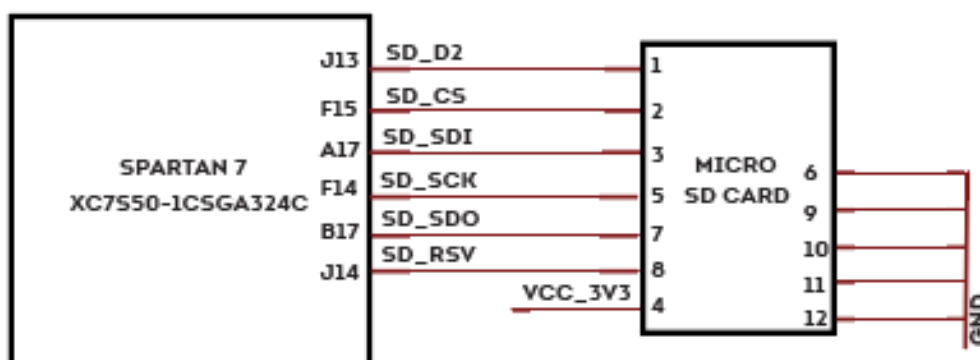 J13 SD_D2 1
F15 SD_CS 2
A17 SD_SDI 3
SPARTAN 7
MICRO
6
F14 SD_SCK 5
SD CARD
XC7S50-1CSGA324C
9
B17 SD_SDO 7
10
J14 SD_RSV 8
11
VCC_3V3 4
12
GND